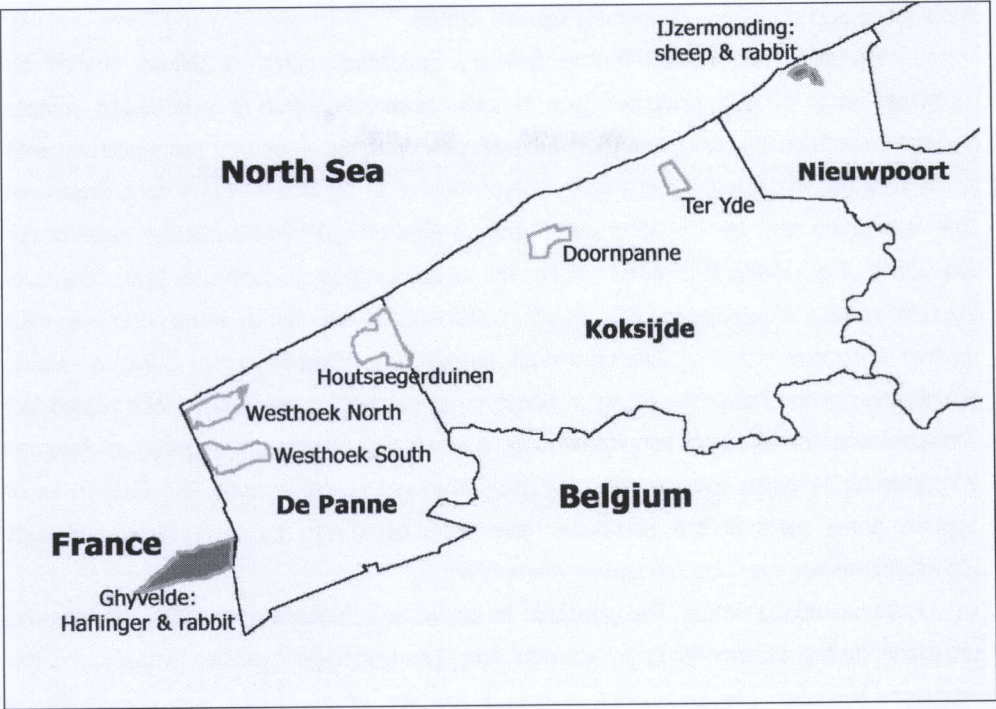 IJzermonding:
sheep & rabbit
North Sea
Nieuwpoort
Ter Yde
Doornpanne
Koksijde
Houtsaegerduinen
Westhoek North
Westhoek South
De Panne
Belgium
France
Ghyvelde:
Haflinger & rabbit